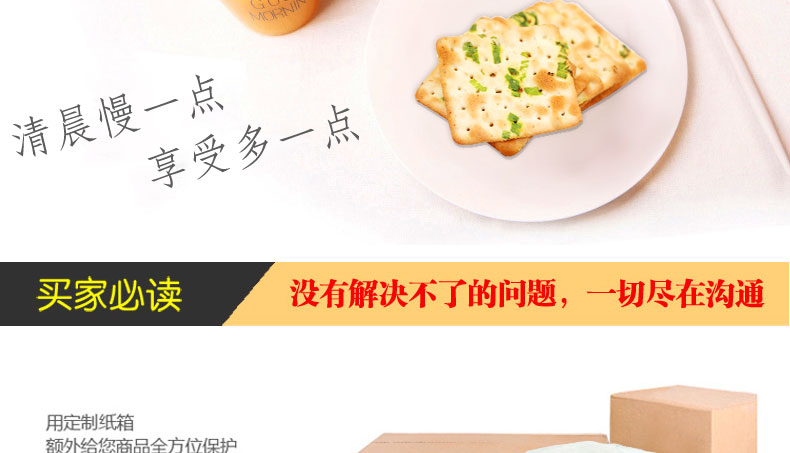 MORNING
清晨慢一点
享受多一点
买家必读
没有解决不了的问题，一切尽在沟通
用定制纸箱
额外给您商品全方位保护